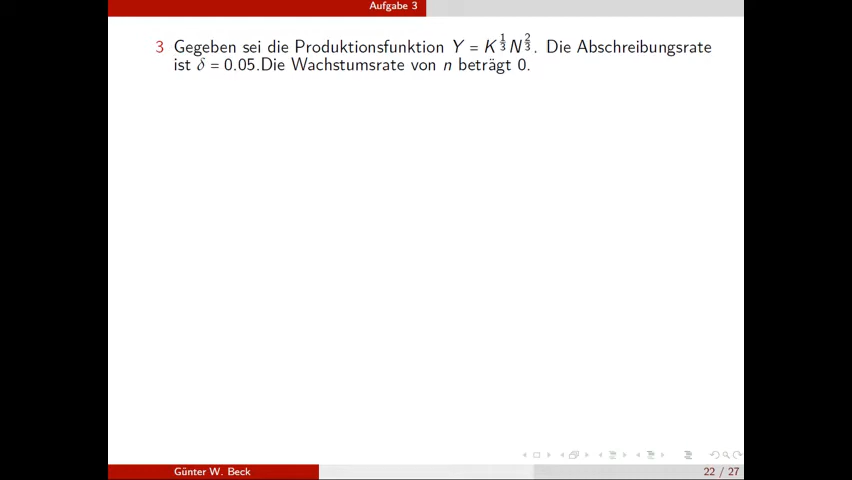 Aufgabe 3
3 Gegeben sei die Produktionsfunktion Y = K^{1/3} N^{2/3}. Die Abschreibungsrate
ist δ = 0.05.Die Wachstumsrate von n beträgt 0.
Günter W. Beck 22 / 27